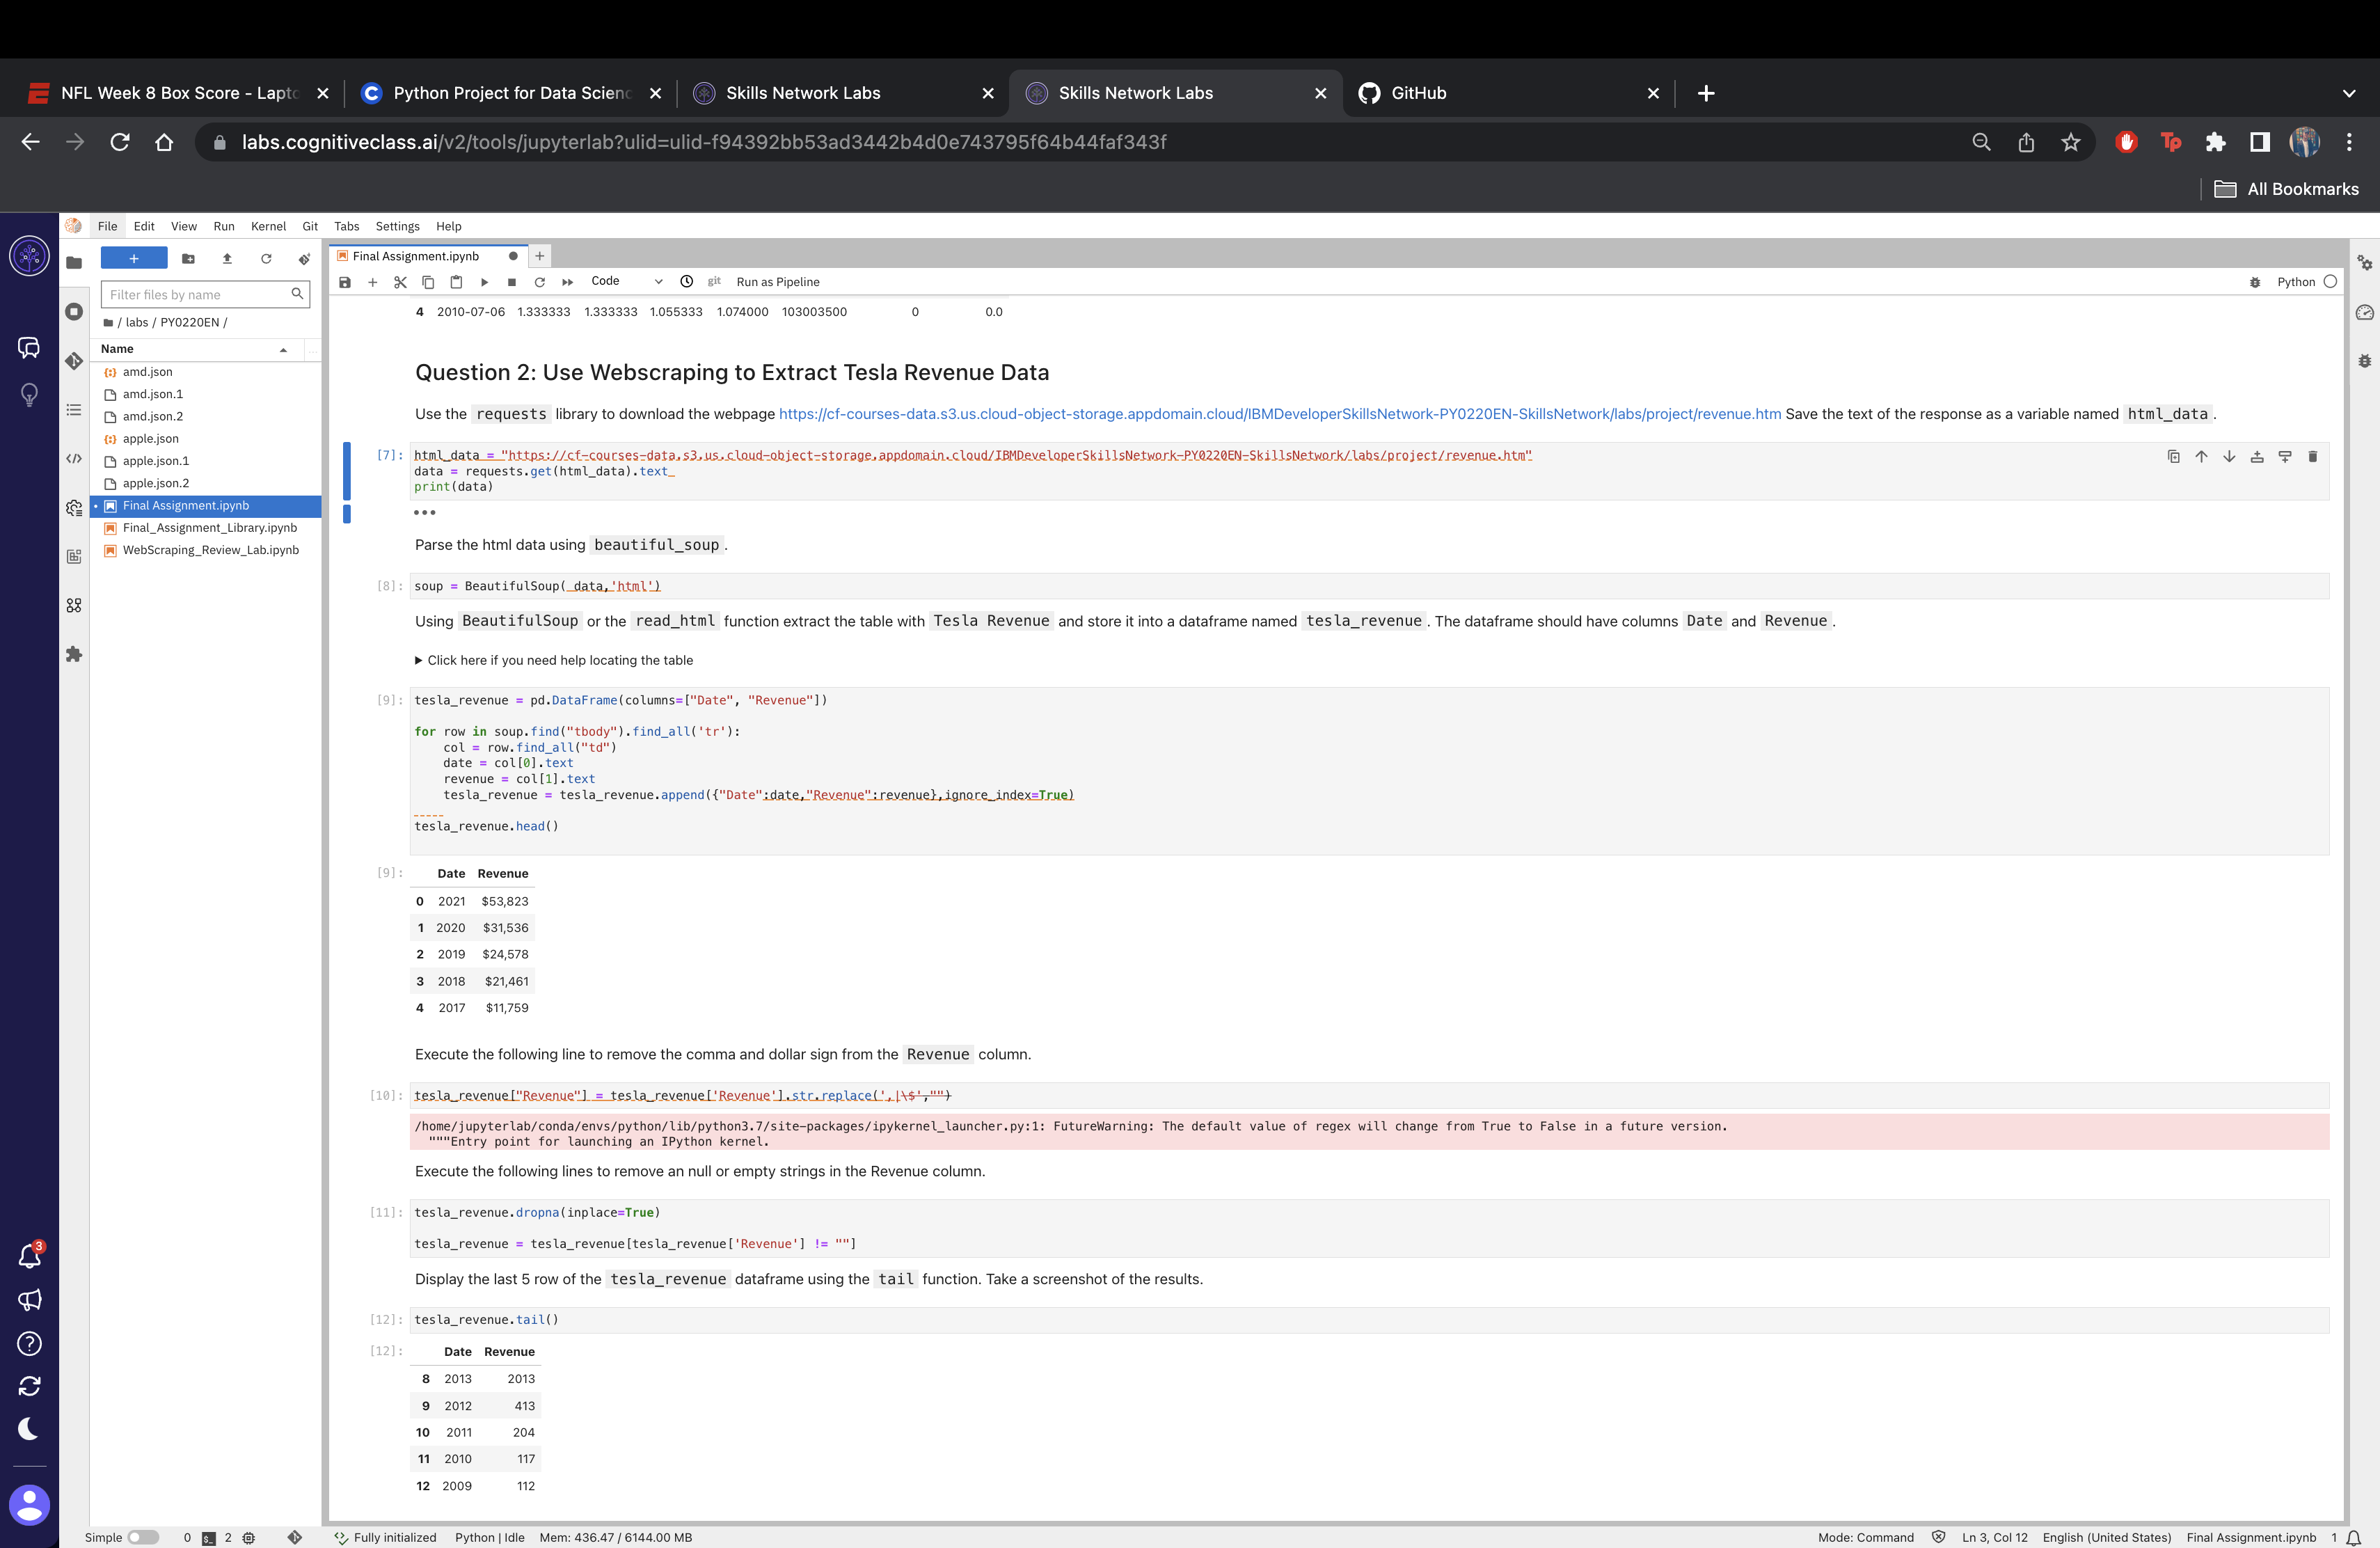 NFL Week 8 Box Score - Lapto
Python Project for Data Scienc
Skills Network Labs
Skills Network Labs
GitHub
labs.cognitiveclass.ai/v2/tools/jupyterlab?ulid=ulid-f94392bb53ad3442b4d0e743795f64b44faf343f
Tp
All Bookmarks
File Edit View Run Kernel Git Tabs Settings Help
Final Assignment.ipynb
Filter files by name
Code
git
Run as Pipeline
Python
/ labs / PY0220EN /
Name
amd.json
amd.json.1
amd.json.2
apple.json
apple.json.1
apple.json.2
Final Assignment.ipynb
Final_Assignment_Library.ipynb
WebScraping_Review_Lab.ipynb
4 2010-07-06 1.333333 1.333333 1.055333 1.074000 103003500 0 0.0
Question 2: Use Webscraping to Extract Tesla Revenue Data
Use the requests library to download the webpage https://cf-courses-data.s3.us.cloud-object-storage.appdomain.cloud/IBMDeveloperSkillsNetwork-PY0220EN-SkillsNetwork/labs/project/revenue.htm Save the text of the response as a variable named html_data .
[7]: html_data = "https://cf-courses-data.s3.us.cloud-object-storage.appdomain.cloud/IBMDeveloperSkillsNetwork-PY0220EN-SkillsNetwork/labs/project/revenue.htm"
data = requests.get(html_data).text
print(data)
Parse the html data using beautiful_soup .
[8]: soup = BeautifulSoup( data,'html')
Using BeautifulSoup or the read_html function extract the table with Tesla Revenue and store it into a dataframe named tesla_revenue . The dataframe should have columns Date and Revenue .
Click here if you need help locating the table
[9]: tesla_revenue = pd.DataFrame(columns=["Date", "Revenue"])
for row in soup.find("tbody").find_all('tr'):
col = row.find_all("td")
date = col[0].text
revenue = col[1].text
tesla_revenue = tesla_revenue.append({"Date":date,"Revenue":revenue},ignore_index=True)
tesla_revenue.head()
[9]: Date Revenue
0 2021 $53,823
1 2020 $31,536
2 2019 $24,578
3 2018 $21,461
4 2017 $11,759
Execute the following line to remove the comma and dollar sign from the Revenue column.
[10]: tesla_revenue["Revenue"] = tesla_revenue['Revenue'].str.replace(',|\$',"")
/home/jupyterlab/conda/envs/python/lib/python3.7/site-packages/ipykernel_launcher.py:1: FutureWarning: The default value of regex will change from True to False in a future version.
"""Entry point for launching an IPython kernel.
Execute the following lines to remove an null or empty strings in the Revenue column.
[11]: tesla_revenue.dropna(inplace=True)
tesla_revenue = tesla_revenue[tesla_revenue['Revenue'] != ""]
Display the last 5 row of the tesla_revenue dataframe using the tail function. Take a screenshot of the results.
[12]: tesla_revenue.tail()
[12]: Date Revenue
8 2013 2013
9 2012 413
10 2011 204
11 2010 117
12 2009 112
3
Simple 0 2 Fully initialized Python | Idle Mem: 436.47 / 6144.00 MB Mode: Command Ln 3, Col 12 English (United States) Final Assignment.ipynb 1